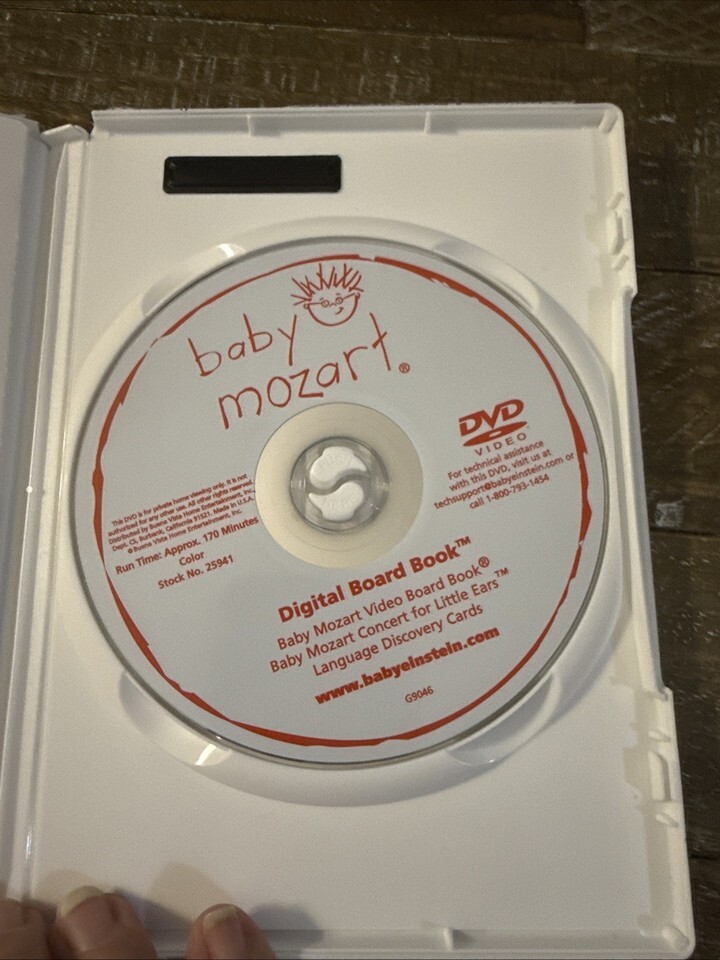 baby
mozart®
DVD
VIDEO™
For technical assistance
with this DVD, visit us at
techsupport@babyeinstein.com or
call 1-800-793-1454
This DVD is for private home viewing only. It is not
authorized for any other use. All other rights reserved.
Distributed by Buena Vista Home Entertainment, Inc.,
Dept. CS, Burbank, California 91521. Made in U.S.A.
© Buena Vista Home Entertainment, Inc.
Run Time: Approx. 170 Minutes
Color
Stock No. 25941
Digital Board Book™
Baby Mozart Video Board Book®
Baby Mozart Concert for Little Ears™
Language Discovery Cards
www.babyeinstein.com
G9046